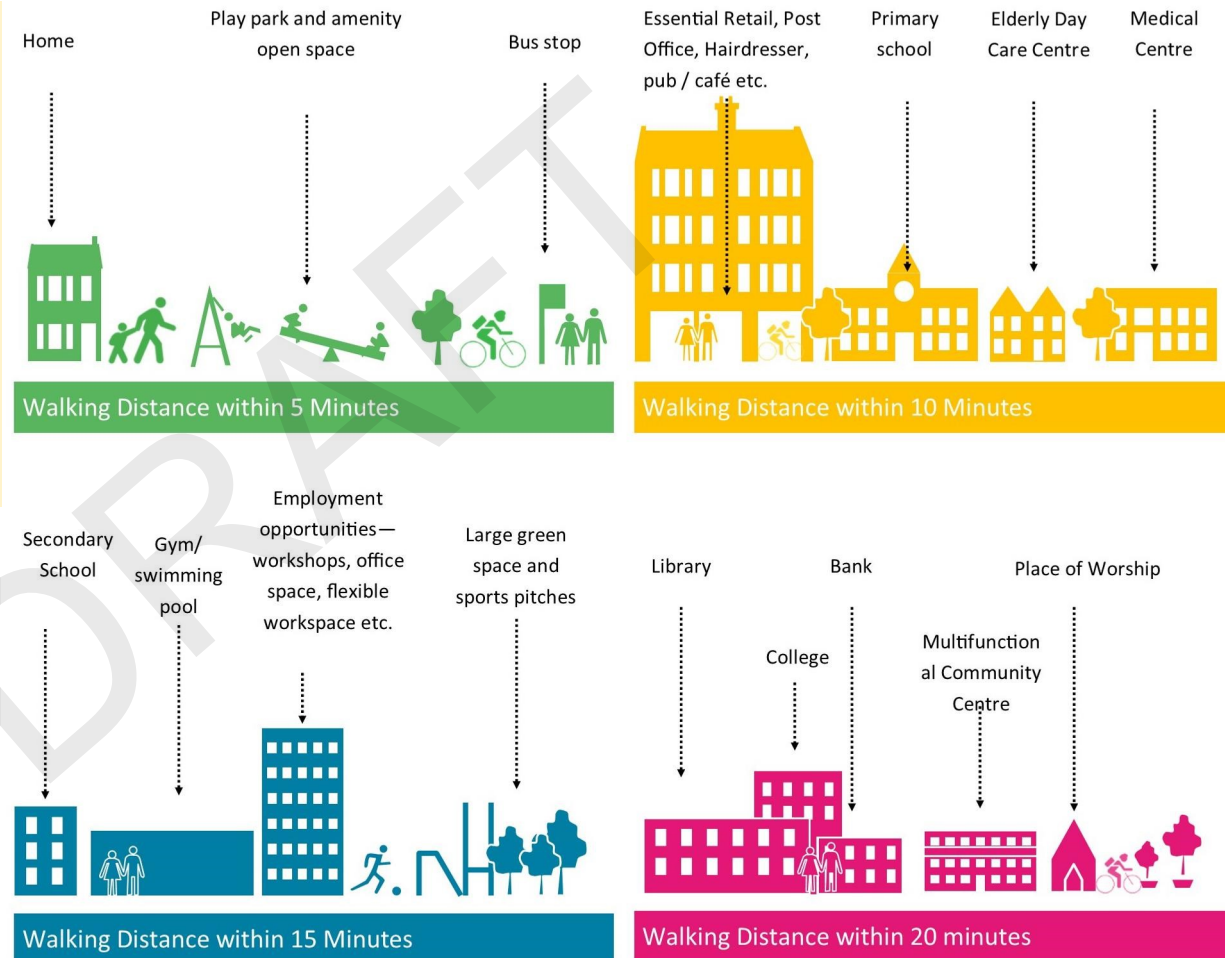 Home
Play park and amenity
open space
Bus stop
Walking Distance within 5 Minutes
Essential Retail, Post
Office, Hairdresser,
pub / café etc.
Primary
school
Elderly Day
Care Centre
Medical
Centre
Walking Distance within 10 Minutes
Secondary
School
Gym/
swimming
pool
Employment
opportunities—
workshops, office
space, flexible
workspace etc.
Large green
space and
sports pitches
Walking Distance within 15 Minutes
Library
College
Bank
Multifunction
al Community
Centre
Place of Worship
Walking Distance within 20 minutes
DRAFT